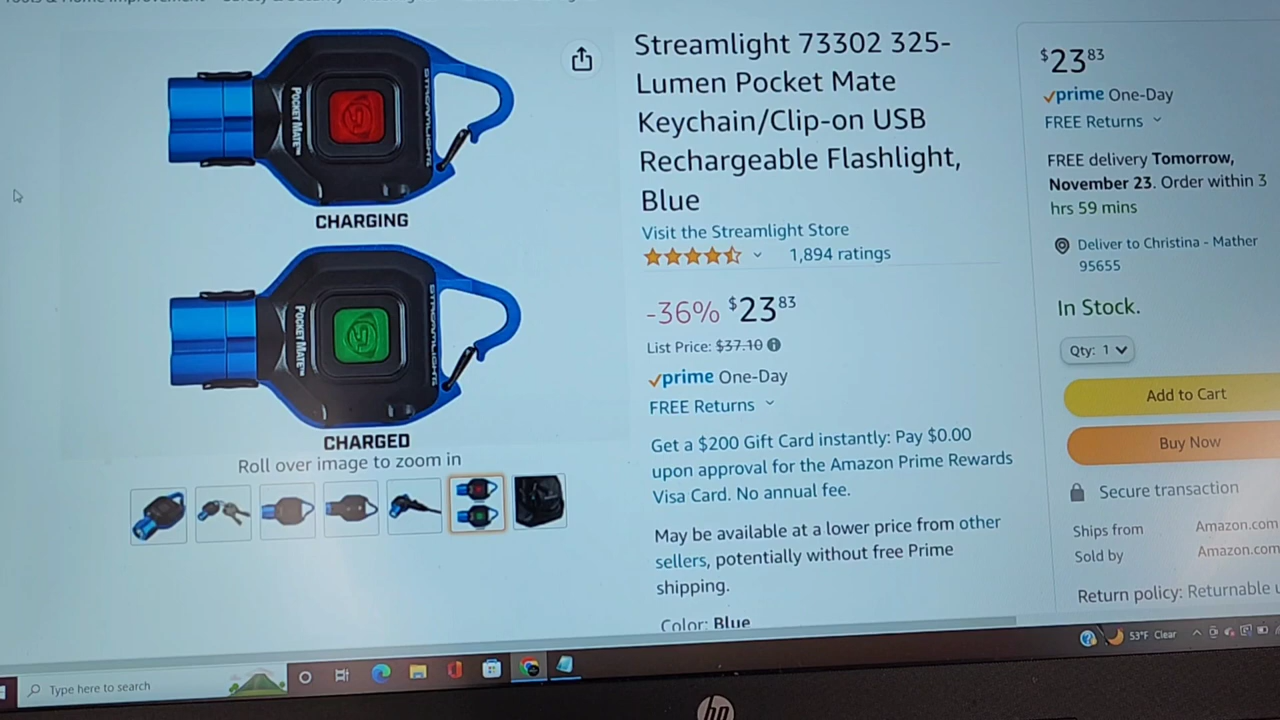 POCKET MATE™
STREAMLIGHT
CHARGING
POCKET MATE™
STREAMLIGHT
CHARGED
Roll over image to zoom in
Streamlight 73302 325-
Lumen Pocket Mate
Keychain/Clip-on USB
Rechargeable Flashlight,
Blue
Visit the Streamlight Store
1,894 ratings
-36% $23 83
List Price: $37.10
prime One-Day
FREE Returns
Get a $200 Gift Card instantly: Pay $0.00
upon approval for the Amazon Prime Rewards
Visa Card. No annual fee.
May be available at a lower price from other
sellers, potentially without free Prime
shipping.
Color: Blue
$23 83
prime One-Day
FREE Returns
FREE delivery Tomorrow,
November 23. Order within 3
hrs 59 mins
Deliver to Christina - Mather
95655
In Stock.
Qty: 1
Add to Cart
Buy Now
Secure transaction
Ships from Amazon.com
Sold by Amazon.com
Return policy: Returnable
53°F Clear
Type here to search
hp